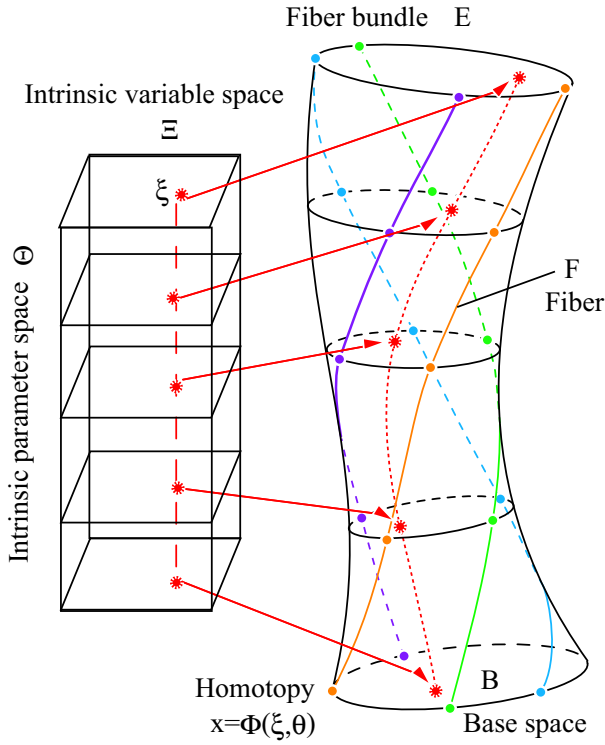 Fiber bundle E
Intrinsic variable space
Ξ
ξ
Intrinsic parameter space Θ
F
Fiber
Homotopy
x=Φ(ξ,θ)
B
Base space